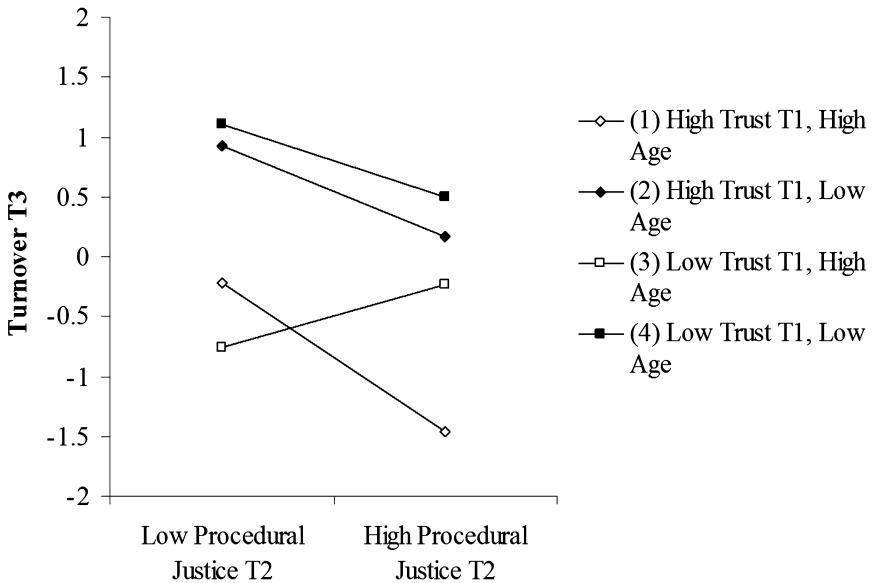 2
1.5
1
0.5
0
-0.5
-1
-1.5
-2
Turnover T3
Low Procedural
Justice T2
High Procedural
Justice T2
(1) High Trust T1, High
Age
(2) High Trust T1, Low
Age
(3) Low Trust T1, High
Age
(4) Low Trust T1, Low
Age